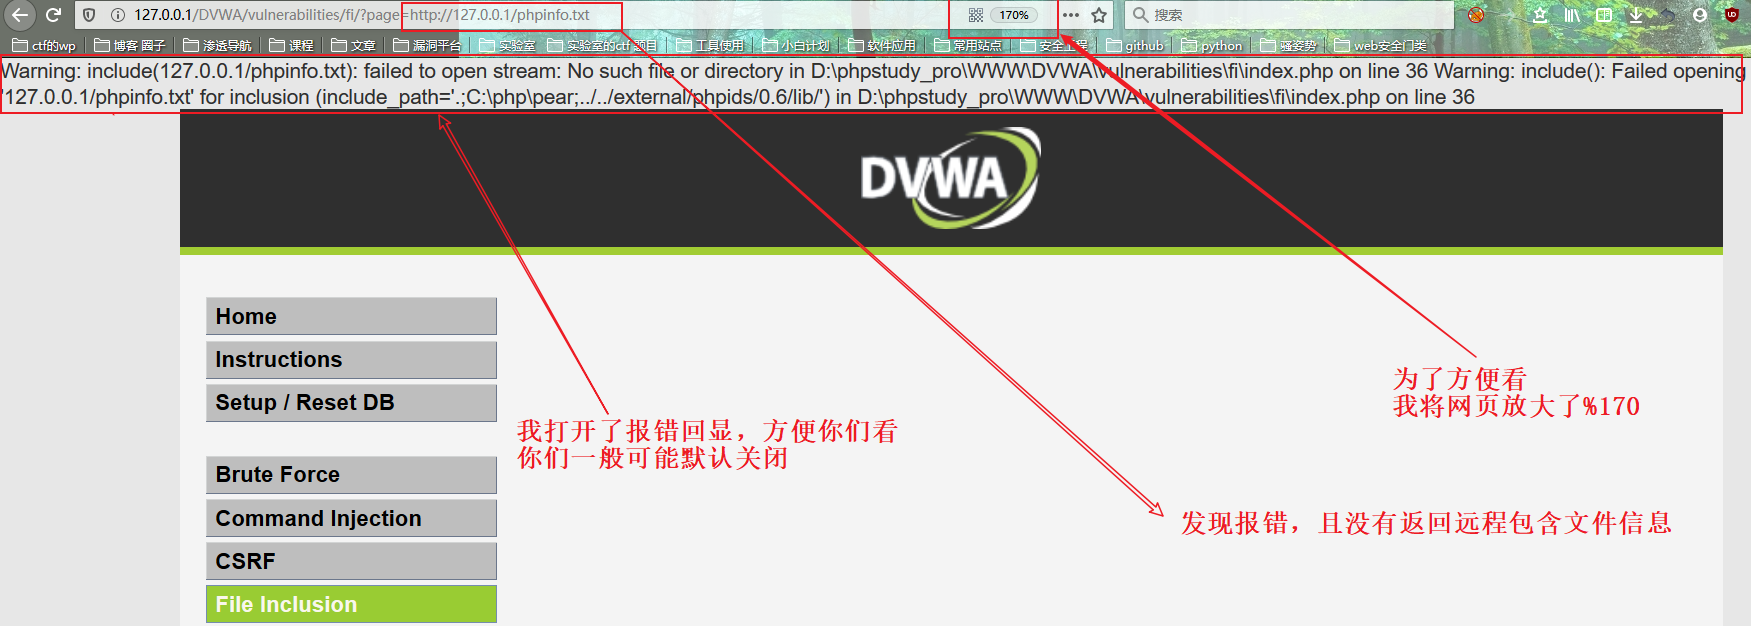 127.0.0.1/DVWA/vulnerabilities/fi/?page=http://127.0.0.1/phpinfo.txt
170%
搜索
ctf的wp
博客 圈子
渗透导航
课程
文章
漏洞平台
实验室
实验室的ctf 题目
工具使用
小白计划
软件应用
常用站点
安全工程
github
python
骚姿势
web安全门类
Warning: include(127.0.0.1/phpinfo.txt): failed to open stream: No such file or directory in D:\phpstudy_pro\WWW\DVWA\vulnerabilities\fi\index.php on line 36 Warning: include(): Failed opening
'127.0.0.1/phpinfo.txt' for inclusion (include_path='.;C:\php\pear;../../external/phpids/0.6/lib/') in D:\phpstudy_pro\WWW\DVWA\vulnerabilities\fi\index.php on line 36
DVWA
Home
Instructions
Setup / Reset DB
Brute Force
Command Injection
CSRF
File Inclusion
我打开了报错回显，方便你们看
你们一般可能默认关闭
为了方便看
我将网页放大了%170
发现报错，且没有返回远程包含文件信息